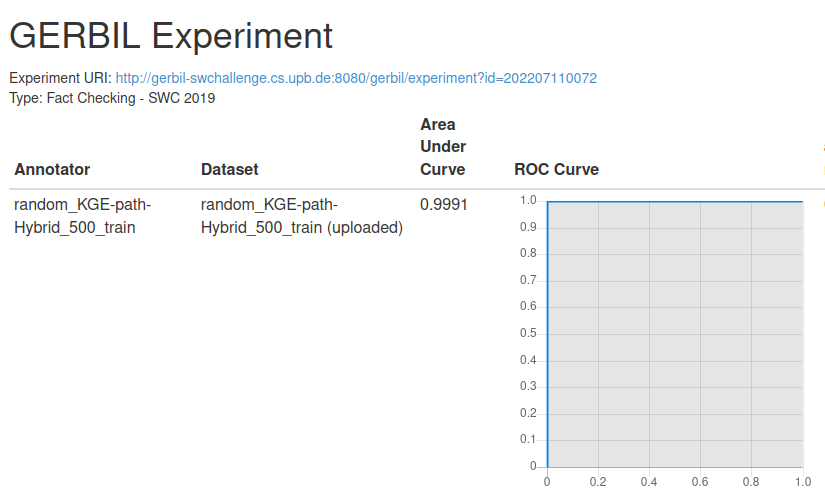 GERBIL Experiment
Experiment URI: http://gerbil-swchallenge.cs.upb.de:8080/gerbil/experiment?id=202207110072
Type: Fact Checking - SWC 2019
Area
Under
Annotator Dataset Curve ROC Curve
random_KGE-path- random_KGE-path- 0.9991 1.0
Hybrid_500_train Hybrid_500_train (uploaded) 0.9
0.8
0.7
0.6
0.5
0.4
0.3
0.2
0.1
0
0 0.2 0.4 0.6 0.8 1.0